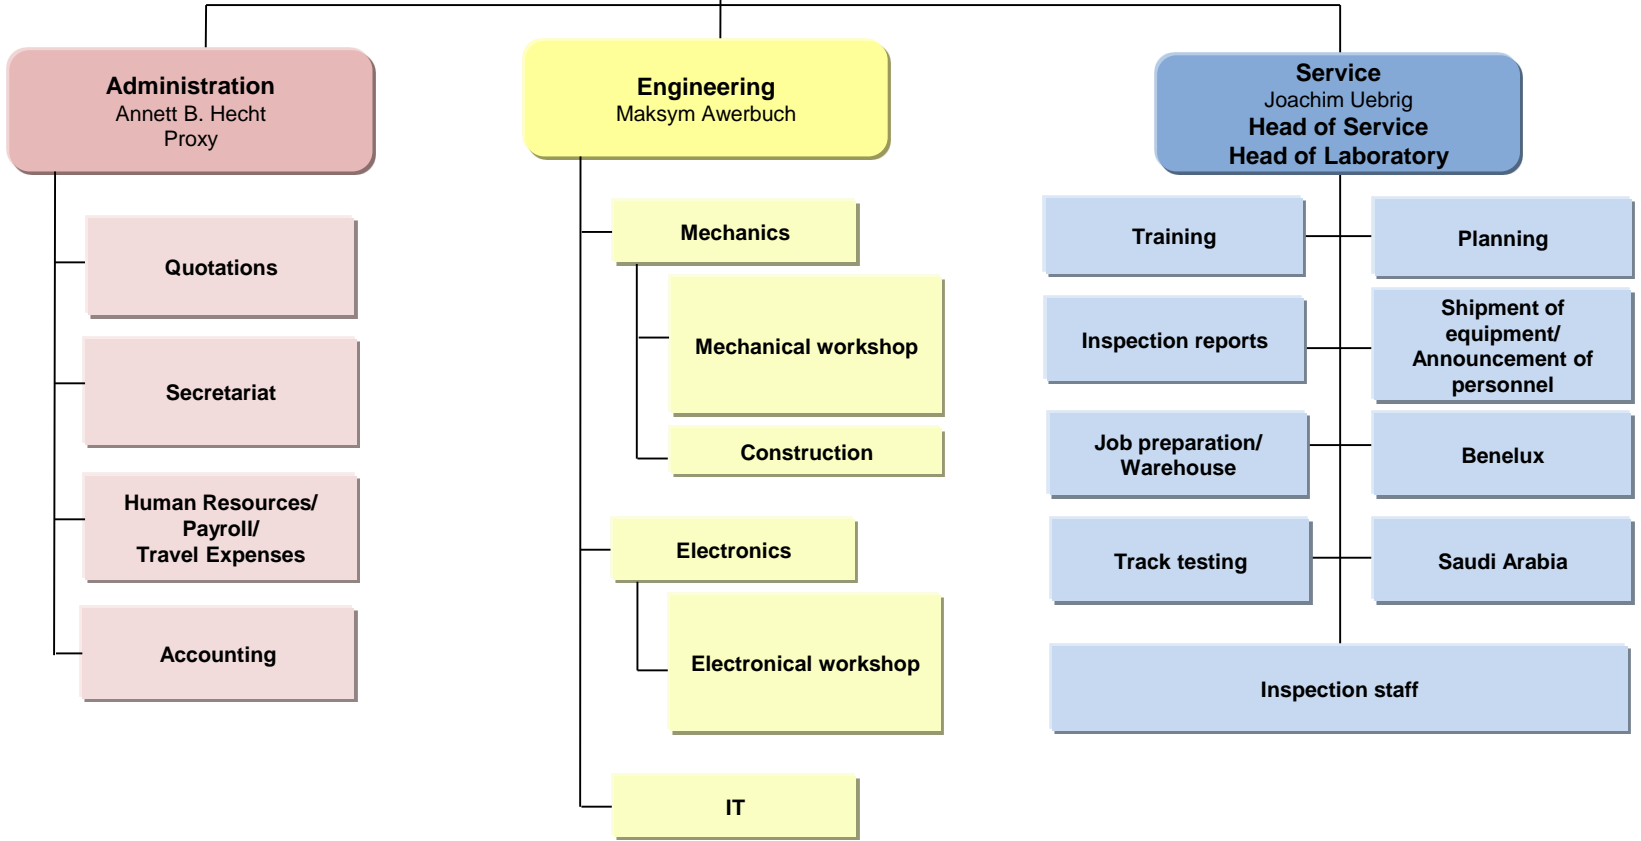 Administration
Annett B. Hecht
Proxy
Quotations
Secretariat
Human Resources/
Payroll/
Travel Expenses
Accounting
Engineering
Maksym Awerbuch
Mechanics
Mechanical workshop
Construction
Electronics
Electronical workshop
IT
Service
Joachim Uebrig
Head of Service
Head of Laboratory
Training
Planning
Inspection reports
Shipment of
equipment/
Announcement of
personnel
Job preparation/
Warehouse
Benelux
Track testing
Saudi Arabia
Inspection staff